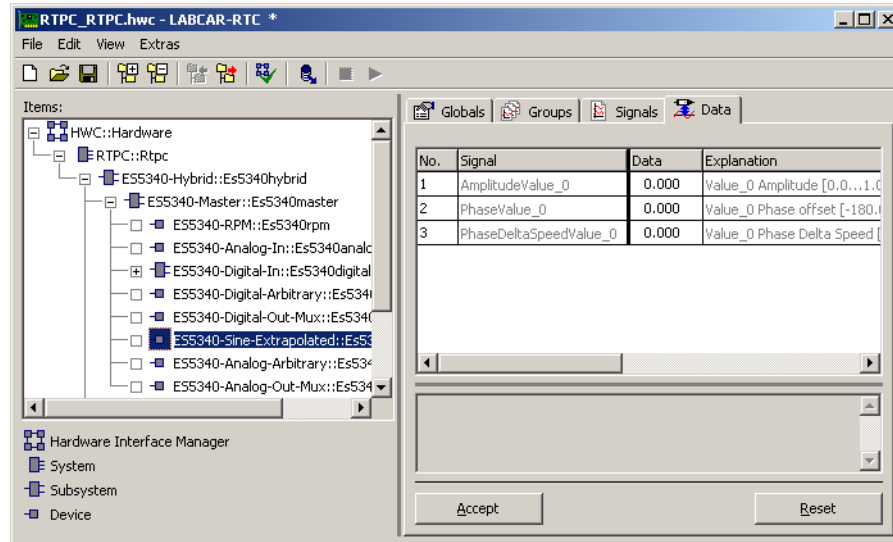 RTPC_RTPC.hwc - LABCAR-RTC *
File Edit View Extras
Items:
HWC::Hardware
RTPC::Rtpc
ES5340-Hybrid::Es5340hybrid
ES5340-Master::Es5340master
ES5340-RPM::Es5340rpm
ES5340-Analog-In::Es5340analo
ES5340-Digital-In::Es5340digital
ES5340-Digital-Arbitrary::Es534
ES5340-Digital-Out-Mux::Es534
ES5340-Sine-Extrapolated::Es53
ES5340-Analog-Arbitrary::Es534
ES5340-Analog-Out-Mux::Es534
Hardware Interface Manager
System
Subsystem
Device
Globals Groups Signals Data
No. Signal Data Explanation
1 AmplitudeValue_0 0.000 Value_0 Amplitude [0.0...1.0
2 PhaseValue_0 0.000 Value_0 Phase offset [-180.0
3 PhaseDeltaSpeedValue_0 0.000 Value_0 Phase Delta Speed [
Accept Reset